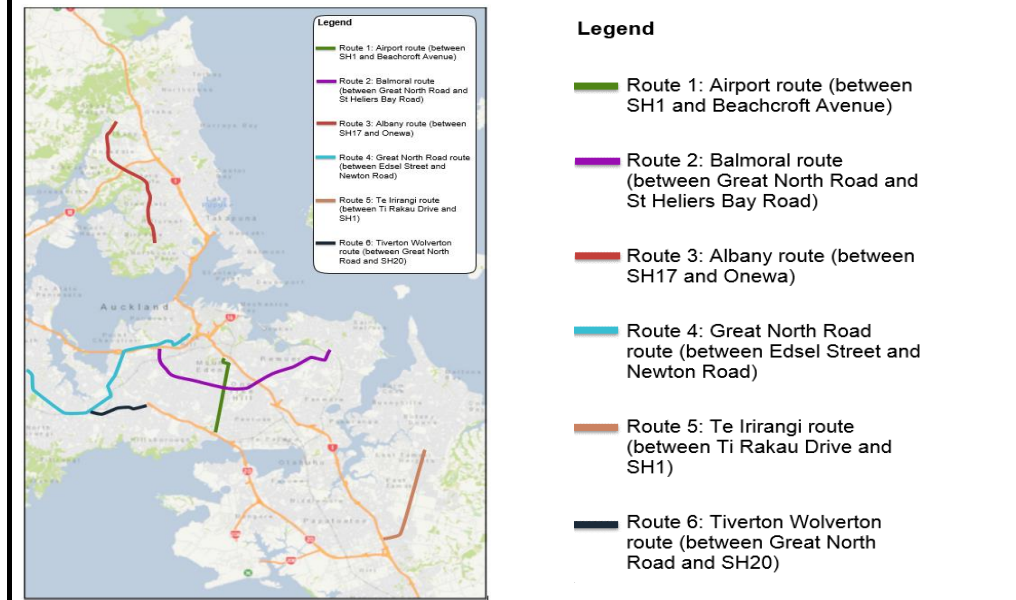 Legend
Route 1: Airport route (between
SH1 and Beachcroft Avenue)
Route 2: Balmoral route
(between Great North Road and
St Heliers Bay Road)
Route 3: Albany route (between
SH17 and Onewa)
Route 4: Great North Road route
(between Edsel Street and
Newton Road)
Route 5: Te Irirangi route
(between Ti Rakau Drive and
SH1)
Route 6: Tiverton Wolverton
route (between Great North
Road and SH20)
Takapuna
Auckland
Legend
Route 1: Airport route (between
SH1 and Beachcroft Avenue)
Route 2: Balmoral route
(between Great North Road and
St Heliers Bay Road)
Route 3: Albany route (between
SH17 and Onewa)
Route 4: Great North Road
route (between Edsel Street and
Newton Road)
Route 5: Te Irirangi route
(between Ti Rakau Drive and
SH1)
Route 6: Tiverton Wolverton
route (between Great North
Road and SH20)